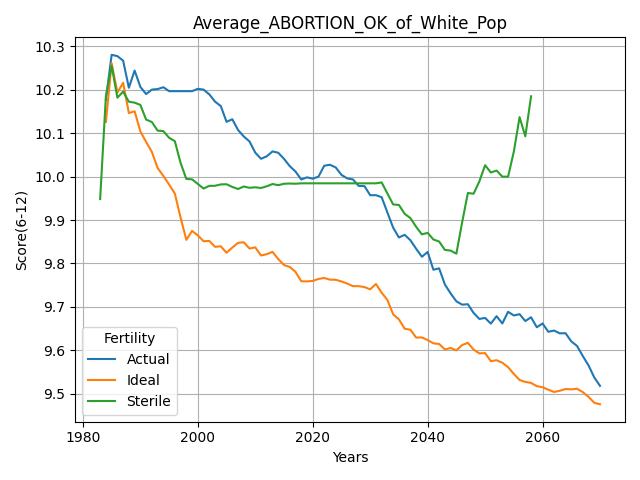 Average_ABORTION_OK_of_White_Pop
10.3
10.2
10.1
10.0
9.9
9.8
9.7
9.6
9.5
Score(6-12)
Fertility
Actual
Ideal
Sterile
1980
2000
2020
2040
2060
Years